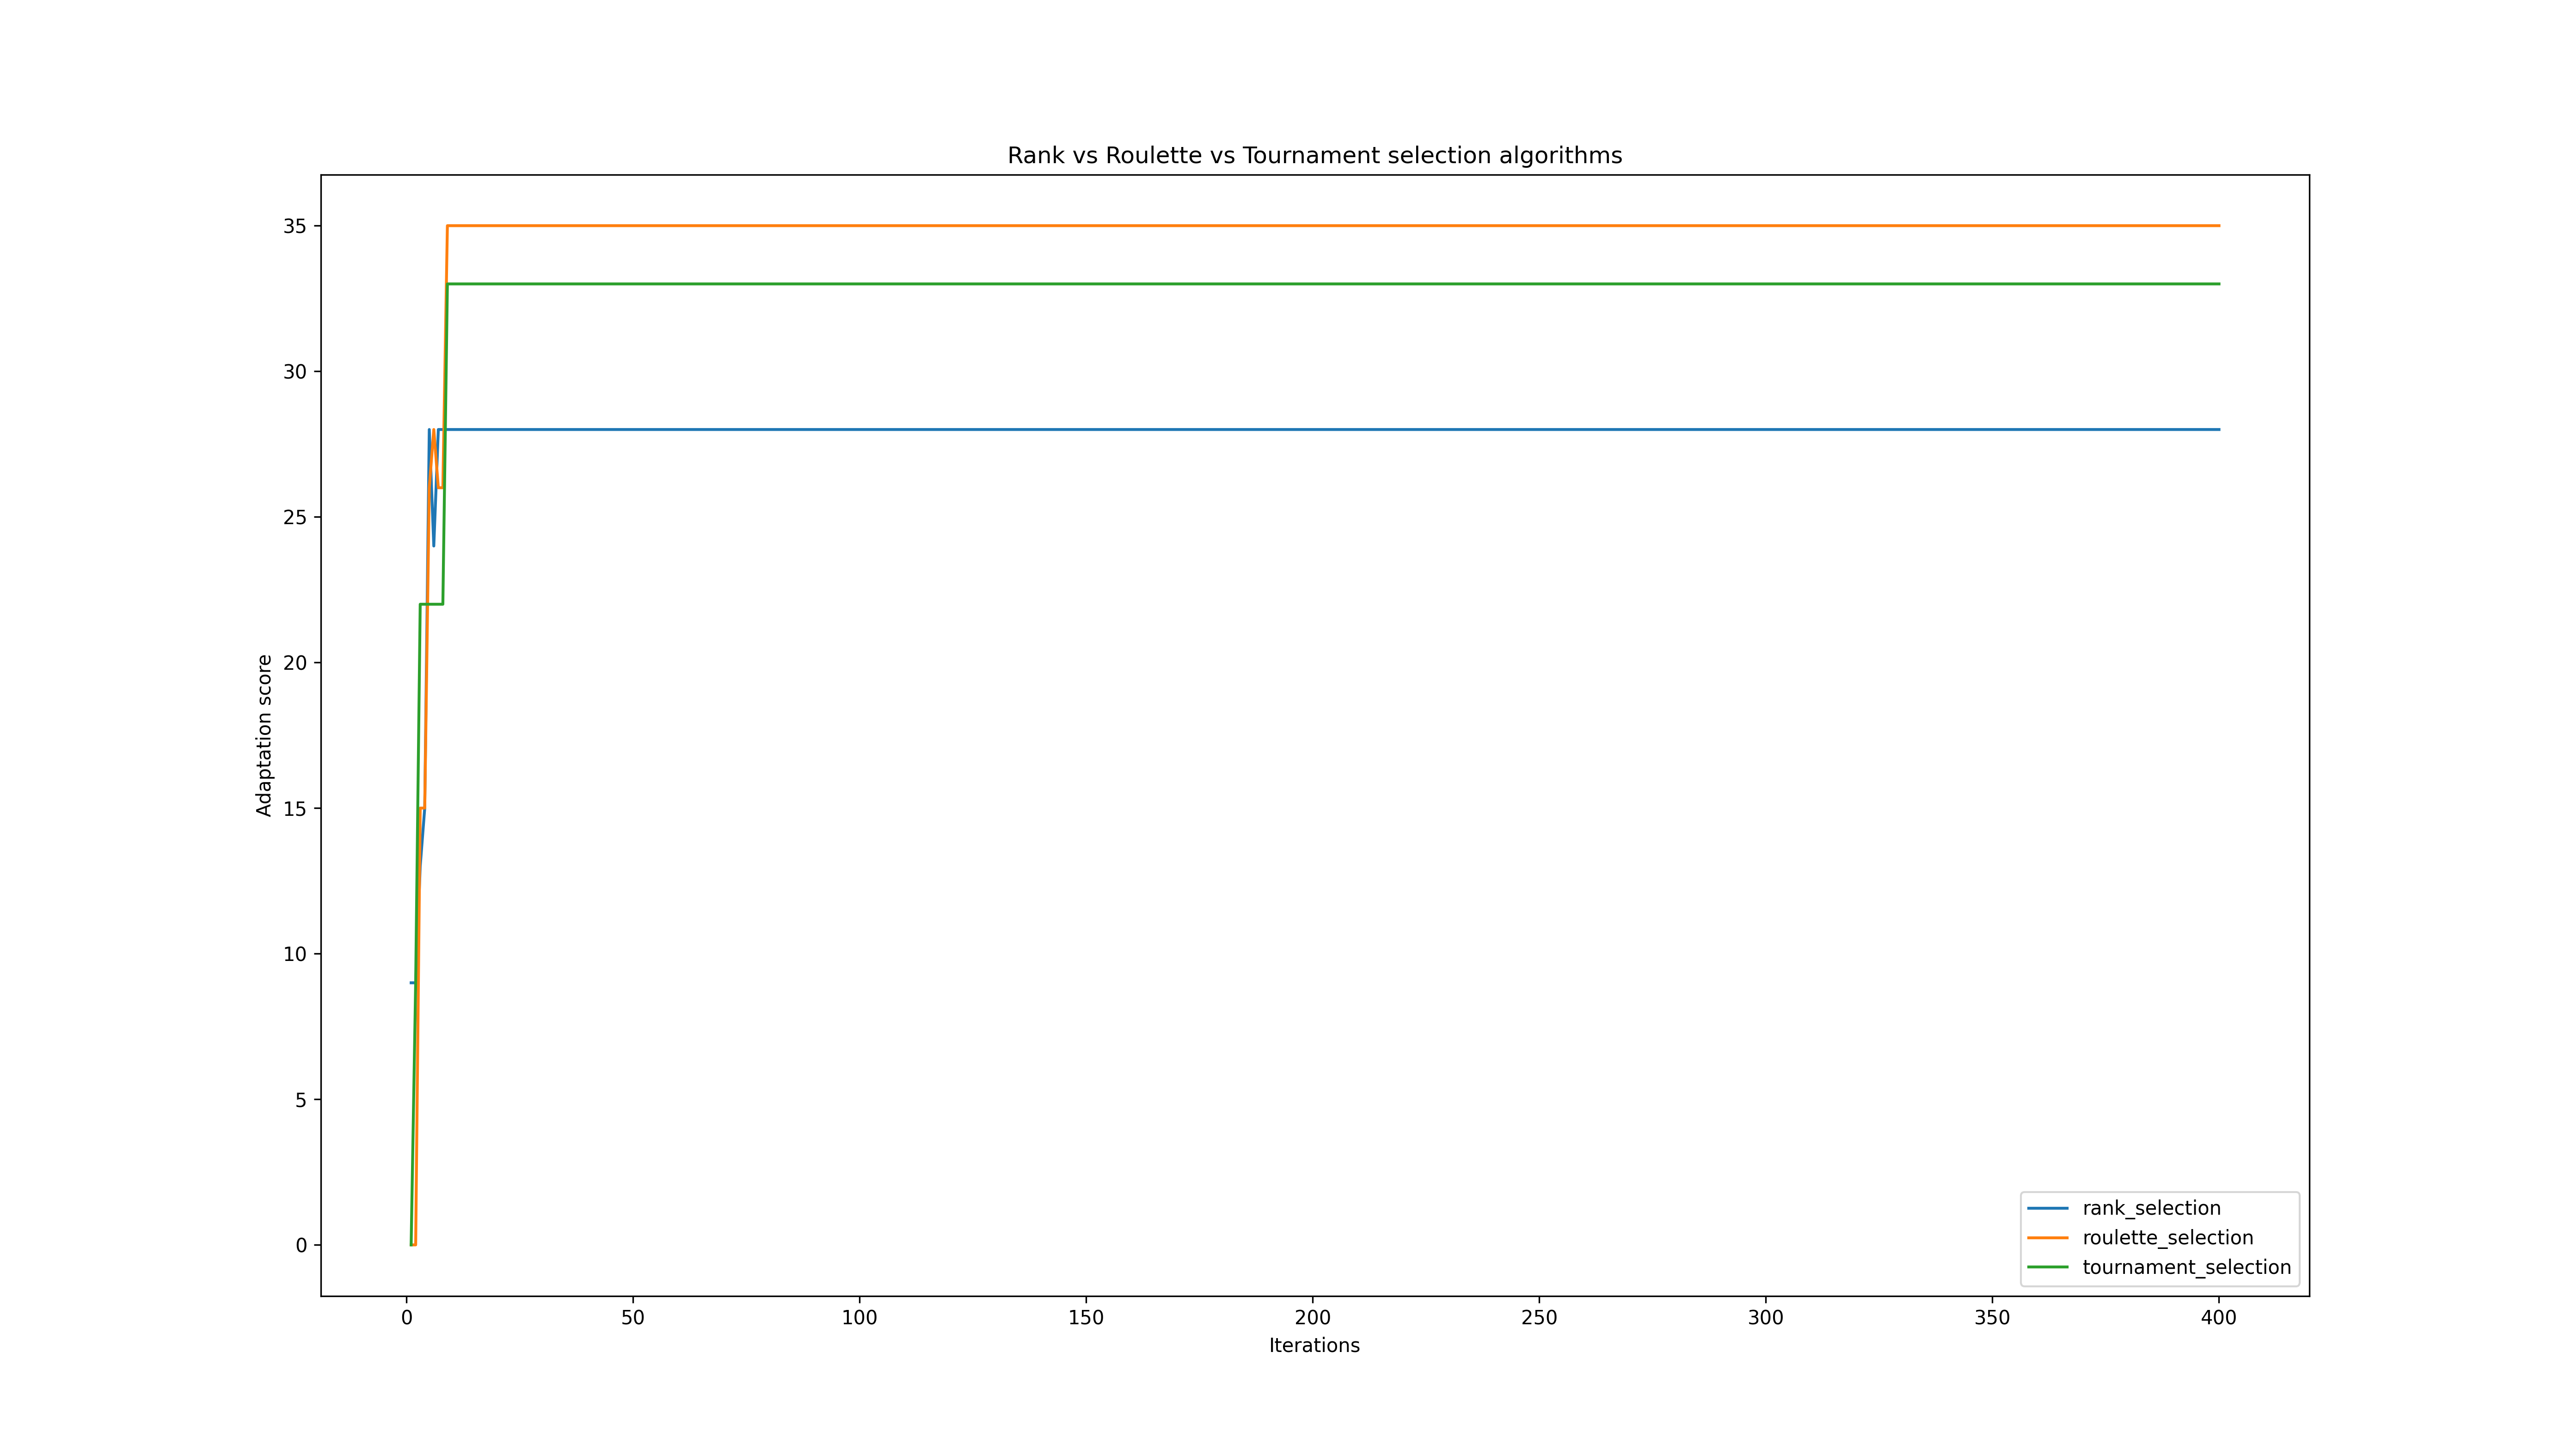 Rank vs Roulette vs Tournament selection algorithms
35
30
25
20
15
10
5
0
Adaptation score
0 50 100 150 200 250 300 350 400
Iterations
rank_selection
roulette_selection
tournament_selection